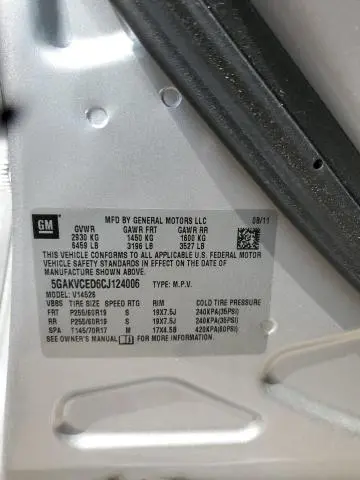 GM
MFD BY GENERAL MOTORS LLC 08/11
GVWR GAWR FRT GAWR RR
2930 KG 1450 KG 1600 KG
6459 LB 3196 LB 3527 LB
THIS VEHICLE CONFORMS TO ALL APPLICABLE U.S. FEDERAL MOTOR
VEHICLE SAFETY STANDARDS IN EFFECT ON THE DATE OF
MANUFACTURE SHOWN ABOVE.
5GAKVCED6CJ124006 TYPE: M.P.V.
MODEL: V14526
VBBS TIRE SIZE SPEED RTG RIM COLD TIRE PRESSURE
FRT P255/60R19 S 19X7.5J 240KPA(35PSI)
RR P255/60R19 S 19X7.5J 240KPA(35PSI)
SPA T145/70R17 M 17X4.5B 420KPA(60PSI)
SEE OWNER'S MANUAL FOR MORE INFORMATION.